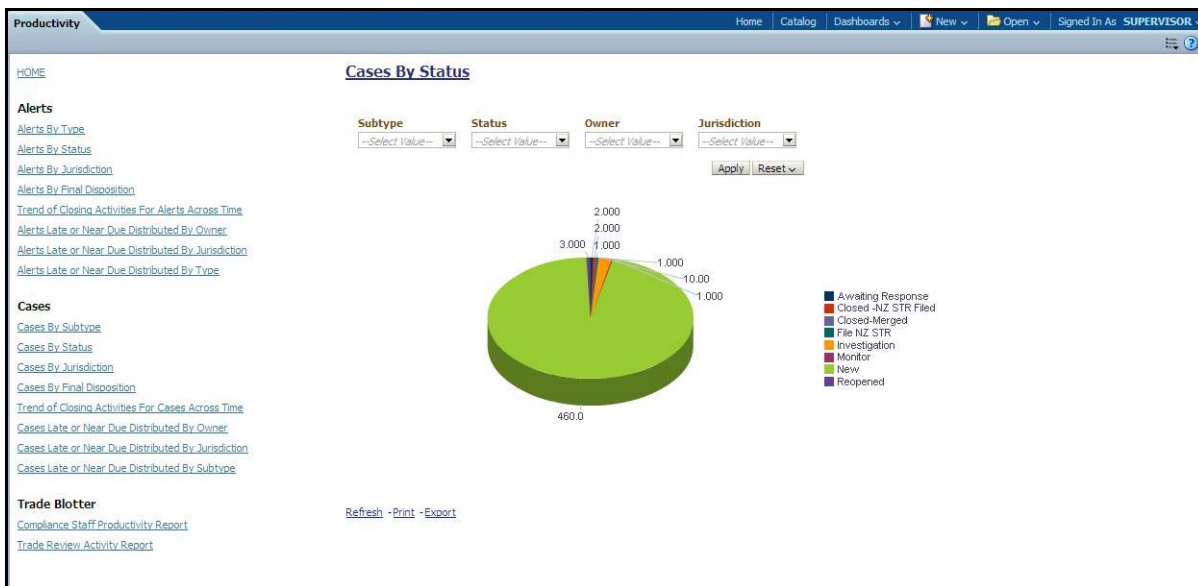 Productivity
Home Catalog Dashboards New Open Signed In As SUPERVISOR
HOME
Alerts
Alerts By Type
Alerts By Status
Alerts By Jurisdiction
Alerts By Final Disposition
Trend of Closing Activities For Alerts Across Time
Alerts Late or Near Due Distributed By Owner
Alerts Late or Near Due Distributed By Jurisdiction
Alerts Late or Near Due Distributed By Type
Cases
Cases By Subtype
Cases By Status
Cases By Jurisdiction
Cases By Final Disposition
Trend of Closing Activities For Cases Across Time
Cases Late or Near Due Distributed By Owner
Cases Late or Near Due Distributed By Jurisdiction
Cases Late or Near Due Distributed By Subtype
Trade Blotter
Compliance Staff Productivity Report
Trade Review Activity Report
Cases By Status
Subtype Status Owner Jurisdiction
--Select Value-- --Select Value-- --Select Value-- --Select Value--
Apply Reset
2.000
2.000
3.000 1.000
1.000
10.00
1.000
460.0
Awaiting Response
Closed -NZ STR Filed
Closed-Merged
File NZ STR
Investigation
Monitor
New
Reopened
Refresh - Print - Export